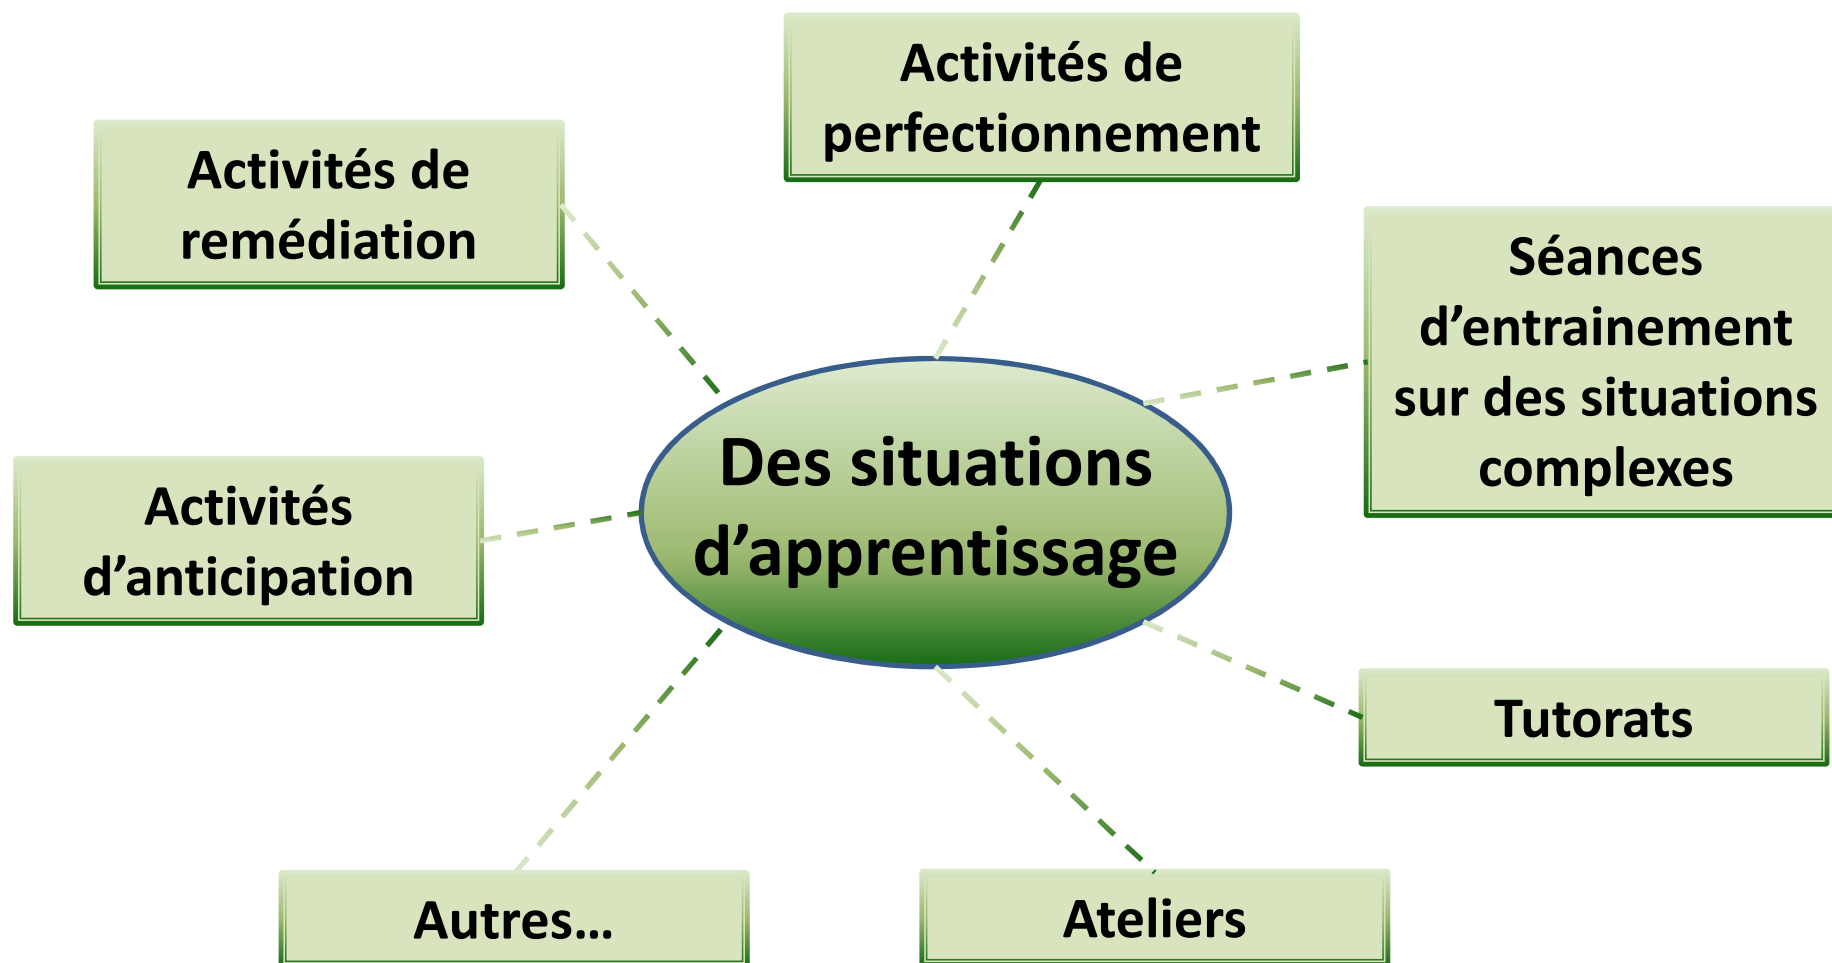 Activités de
perfectionnement
Activités de
remédiation
Séances
d’entrainement
sur des situations
complexes
Des situations
d’apprentissage
Activités
d’anticipation
Tutorats
Autres…
Ateliers